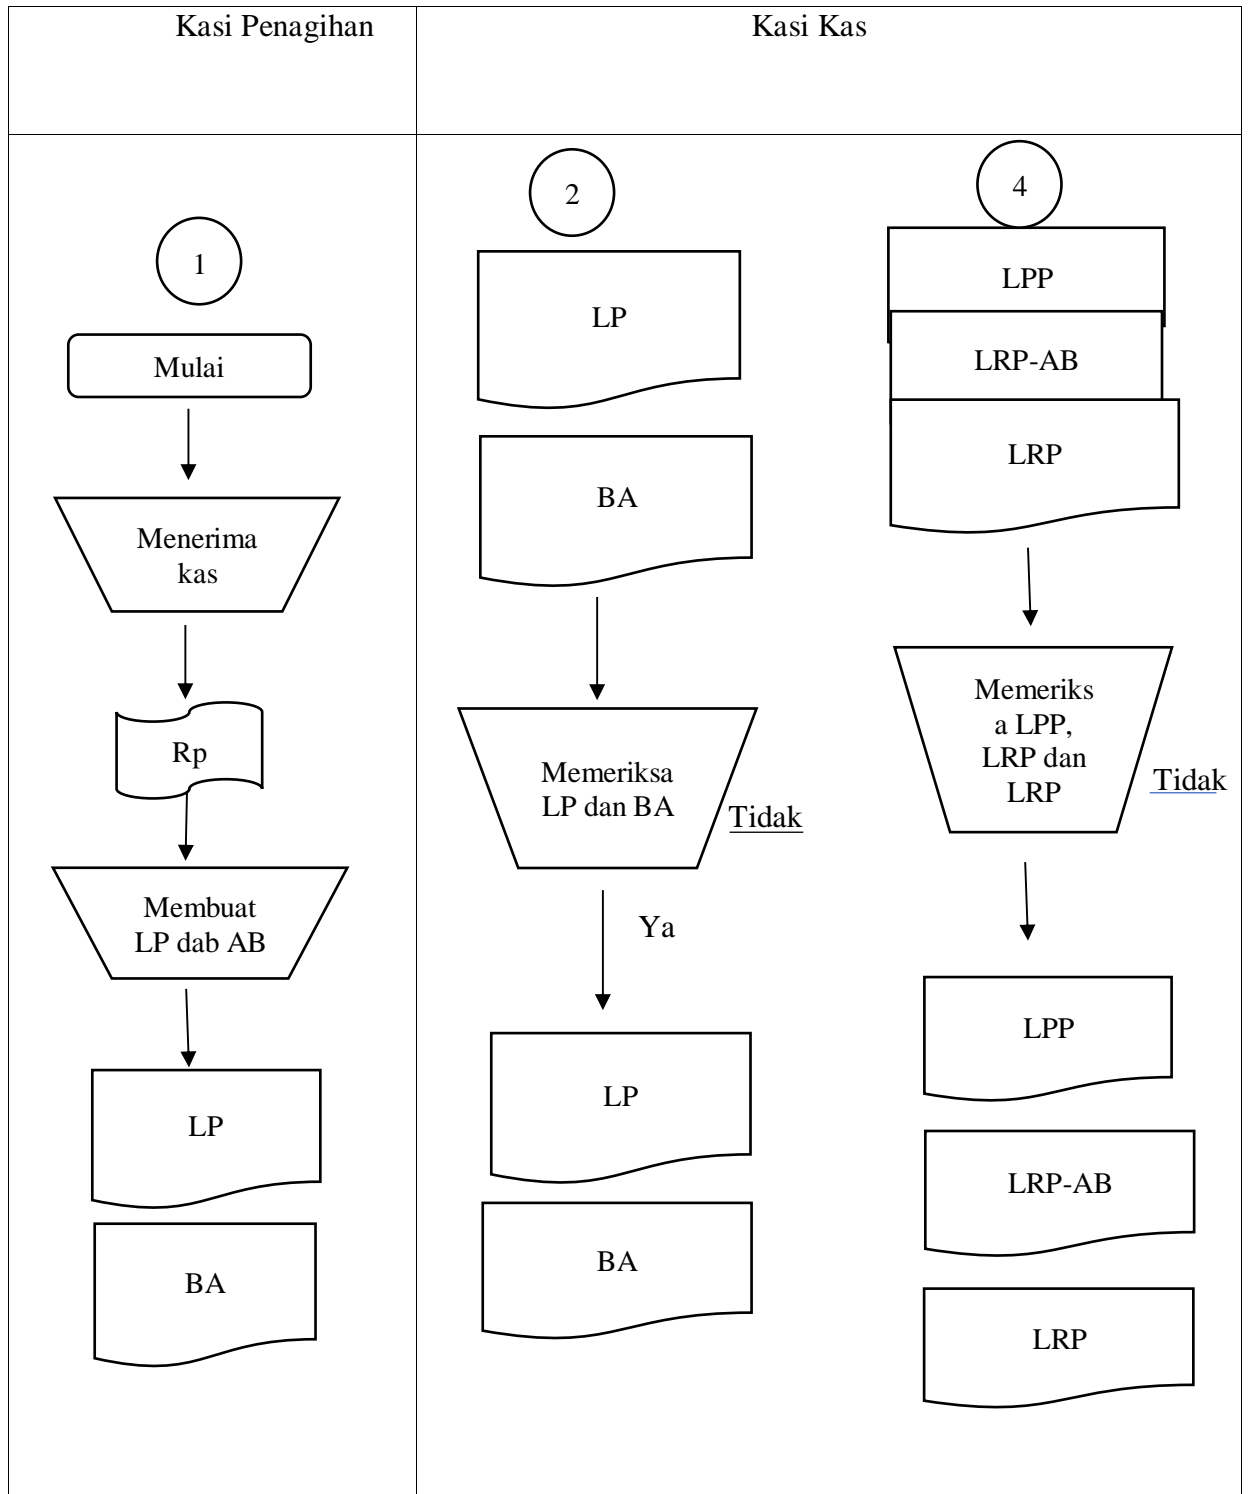 Kasi Penagihan
Kasi Kas
1
Mulai
Menerima
kas
Rp
Membuat
LP dab AB
LP
BA
2
LP
BA
Memeriksa
LP dan BA
Tidak
Ya
LP
BA
4
LPP
LRP-AB
LRP
Memeriks
a LPP,
LRP dan
LRP
Tidak
LPP
LRP-AB
LRP